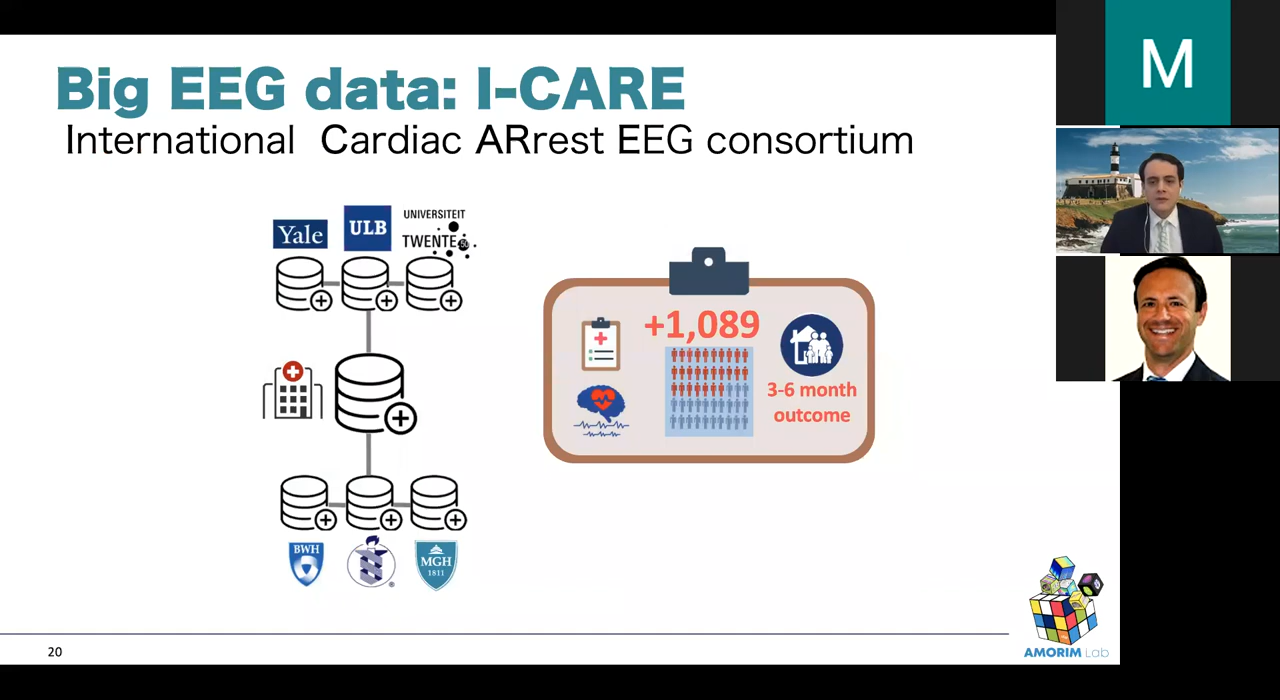 Big EEG data: I-CARE
International Cardiac ARrest EEG consortium
M
Yale
ULB
UNIVERSITEIT
TWENTE
+1,089
3-6 month
outcome
BWH
MGH
1811
®
20
AMORIM Lab